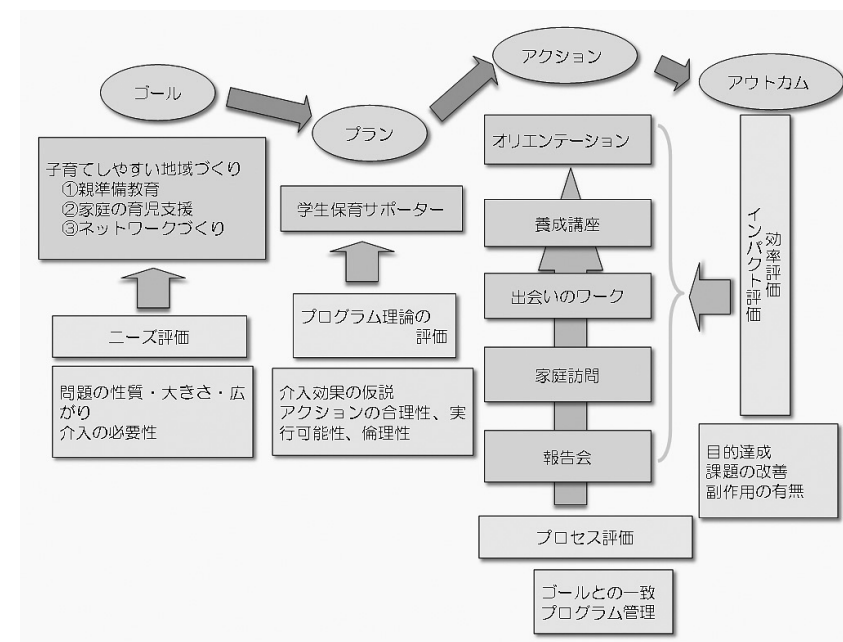 ゴール
プラン
アクション
アウトカム
子育てしやすい地域づくり
①親準備教育
②家庭の育児支援
③ネットワークづくり
ニーズ評価
問題の性質・大きさ・広
がり
介入の必要性
学生保育サポーター
プログラム理論の
評価
介入効果の仮説
アクションの合理性、実
行可能性、倫理性
オリエンテーション
養成講座
出会いのワーク
家庭訪問
報告会
プロセス評価
ゴールとの一致
プログラム管理
効率評価
インパクト評価
目的達成
課題の改善
副作用の有無